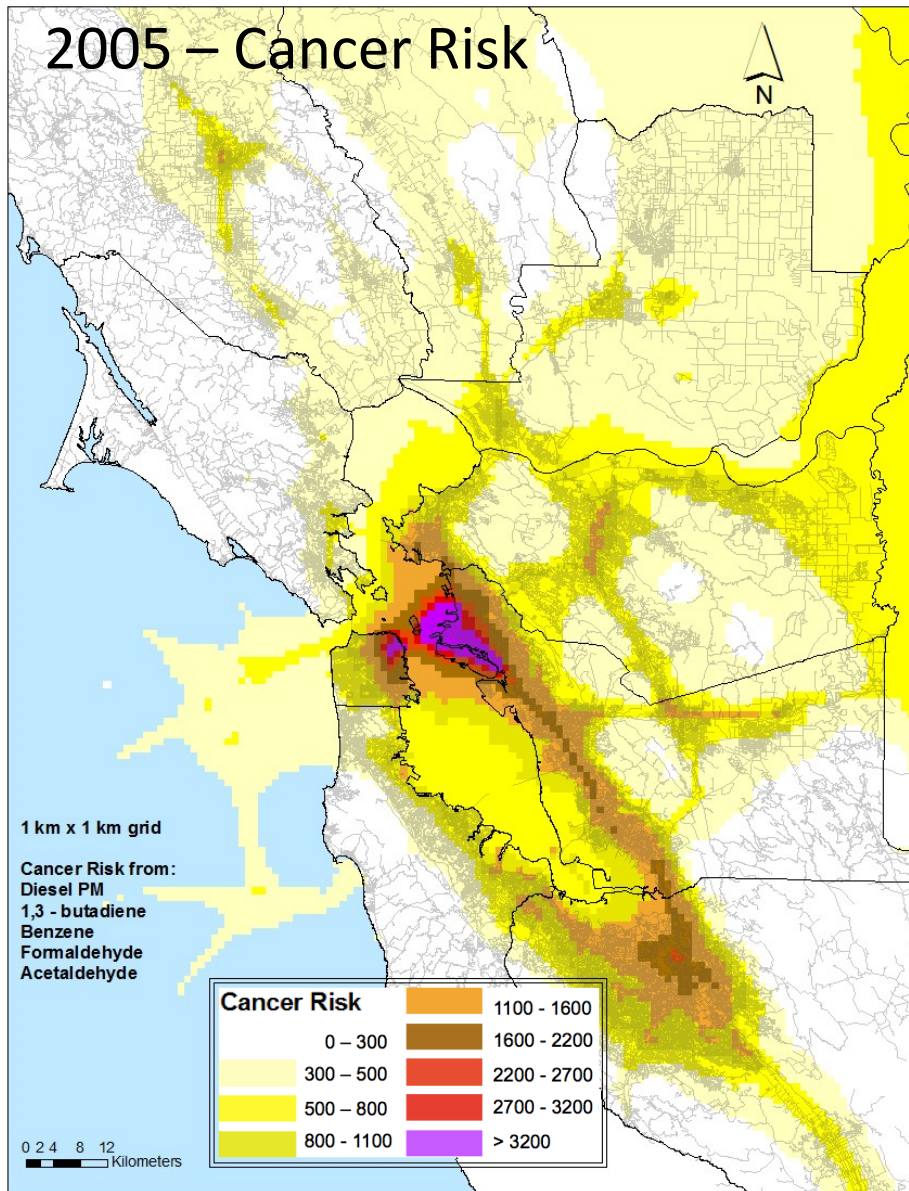 2005 – Cancer Risk
N
1 km x 1 km grid
Cancer Risk from:
Diesel PM
1,3 - butadiene
Benzene
Formaldehyde
Acetaldehyde
Cancer Risk
0 – 300
300 – 500
500 – 800
800 - 1100
1100 - 1600
1600 - 2200
2200 - 2700
2700 - 3200
> 3200
0 2 4 8 12
Kilometers